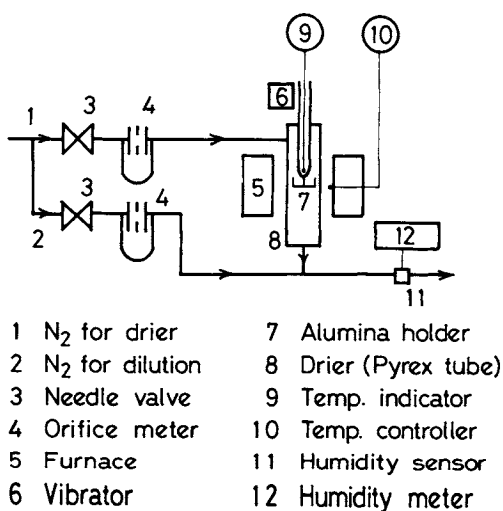 9
10
6
1
3
4
5
7
3
4
12
2
8
11
1 N2 for drier
2 N2 for dilution
3 Needle valve
4 Orifice meter
5 Furnace
6 Vibrator
7 Alumina holder
8 Drier (Pyrex tube)
9 Temp. indicator
10 Temp. controller
11 Humidity sensor
12 Humidity meter